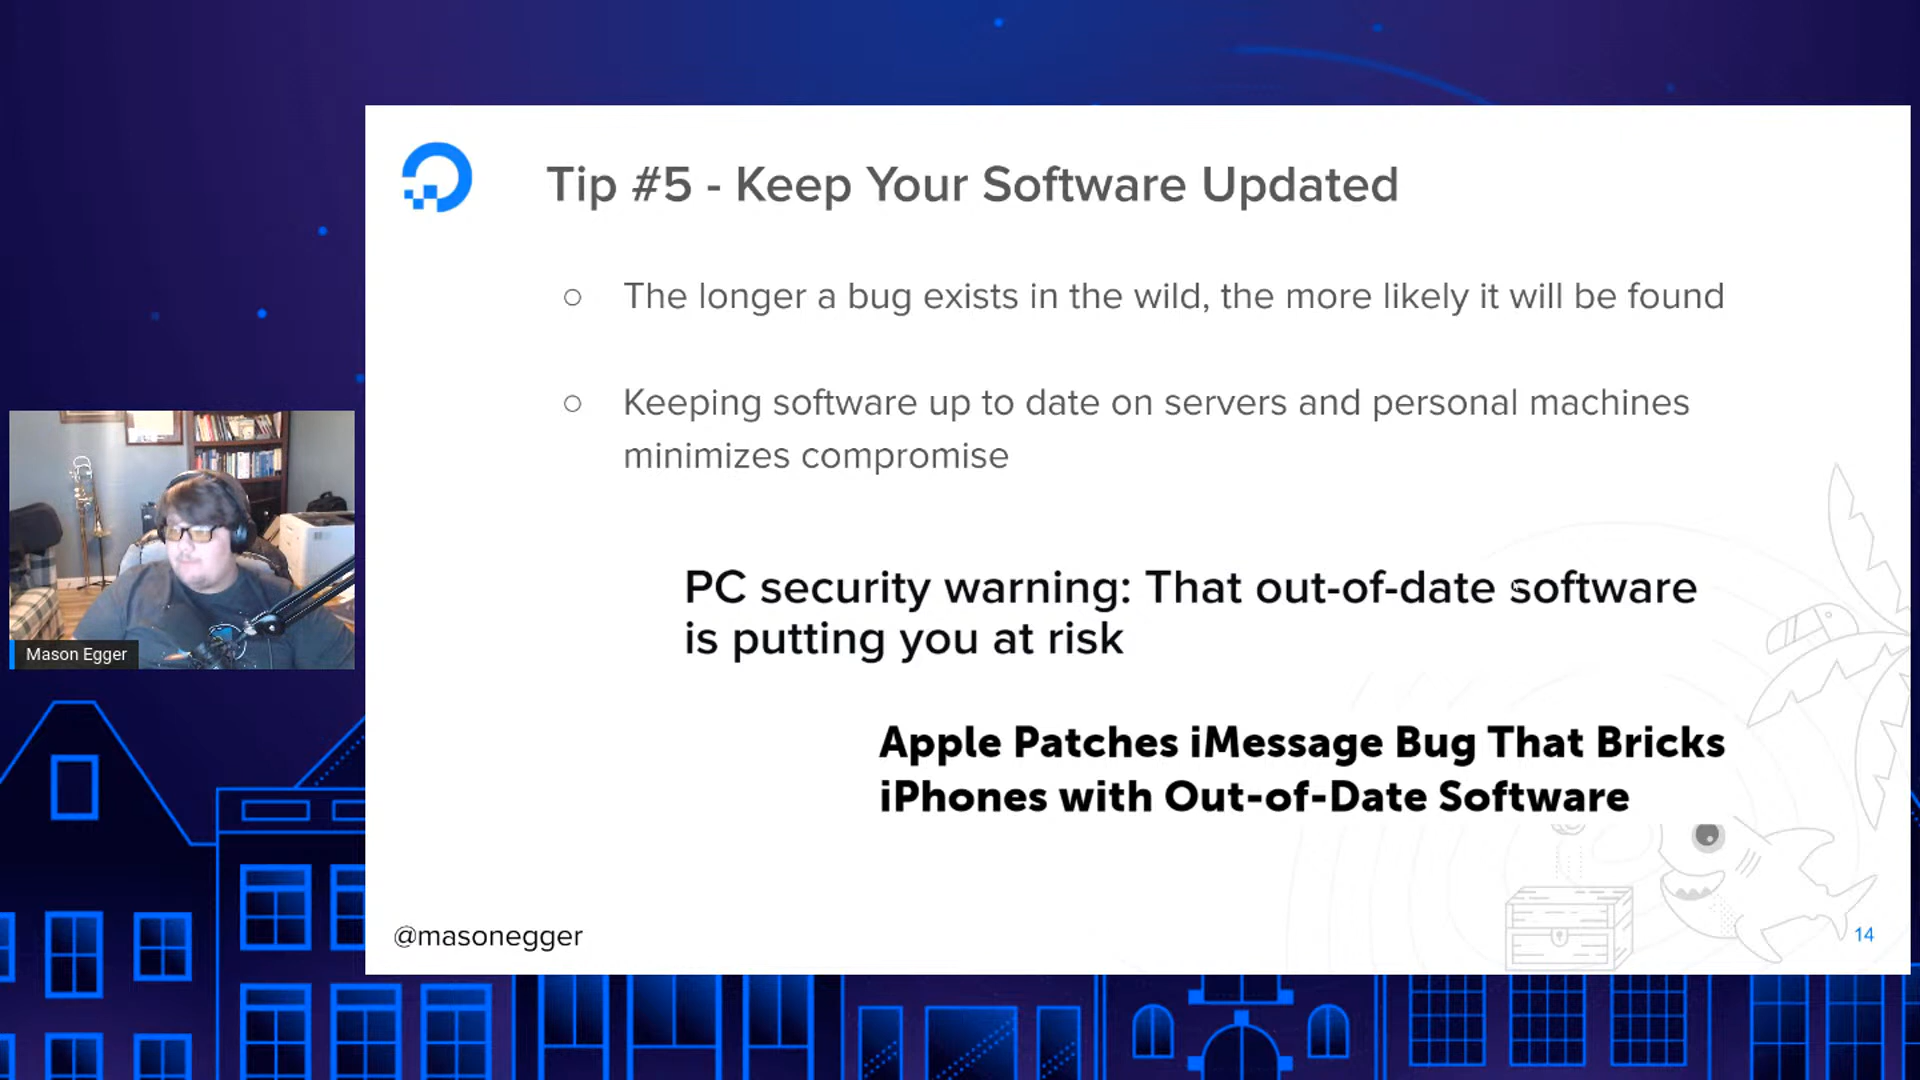 Tip #5 - Keep Your Software Updated
○ The longer a bug exists in the wild, the more likely it will be found
○ Keeping software up to date on servers and personal machines
minimizes compromise
PC security warning: That out-of-date software
is putting you at risk
Apple Patches iMessage Bug That Bricks
iPhones with Out-of-Date Software
Mason Egger
@masonegger
14